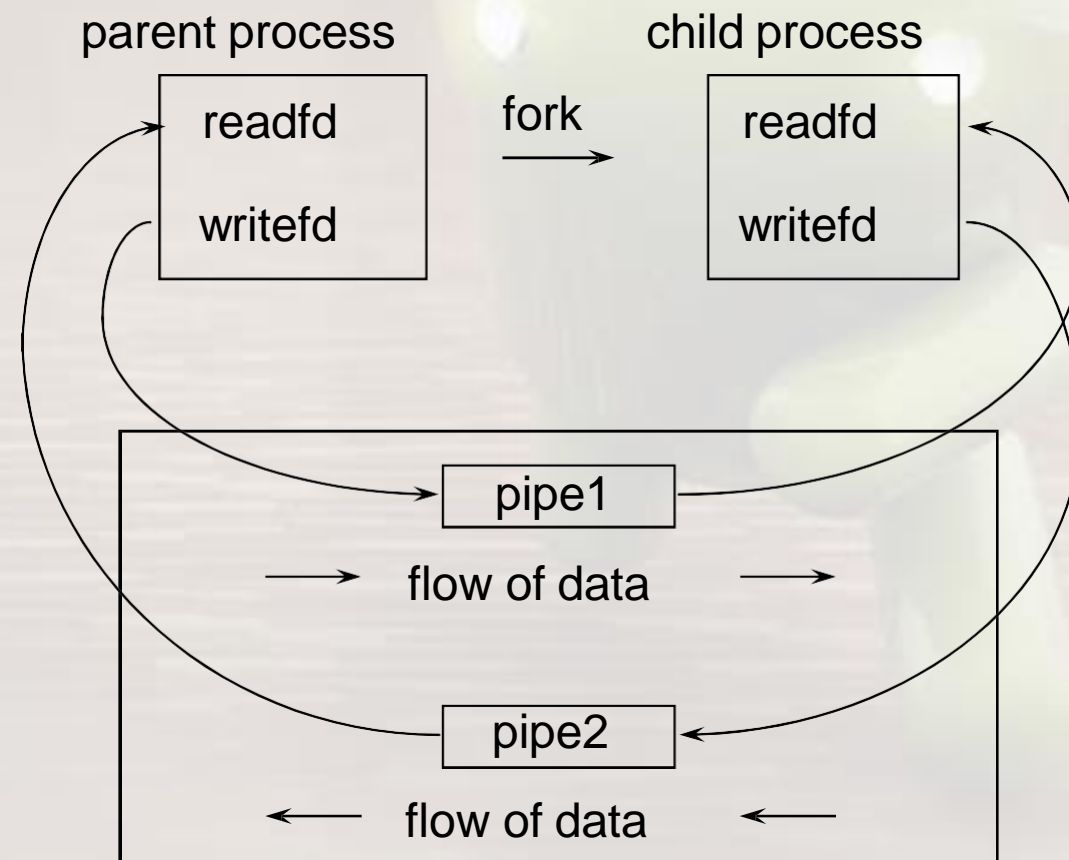 parent process
child process
readfd
fork
readfd
writefd
writefd
pipe1
flow of data
pipe2
flow of data